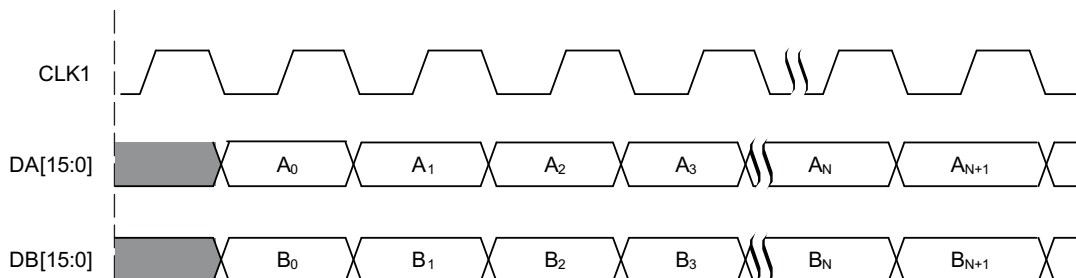 CLK1
DA[15:0] A0 A1 A2 A3 AN AN+1
DB[15:0] B0 B1 B2 B3 BN BN+1